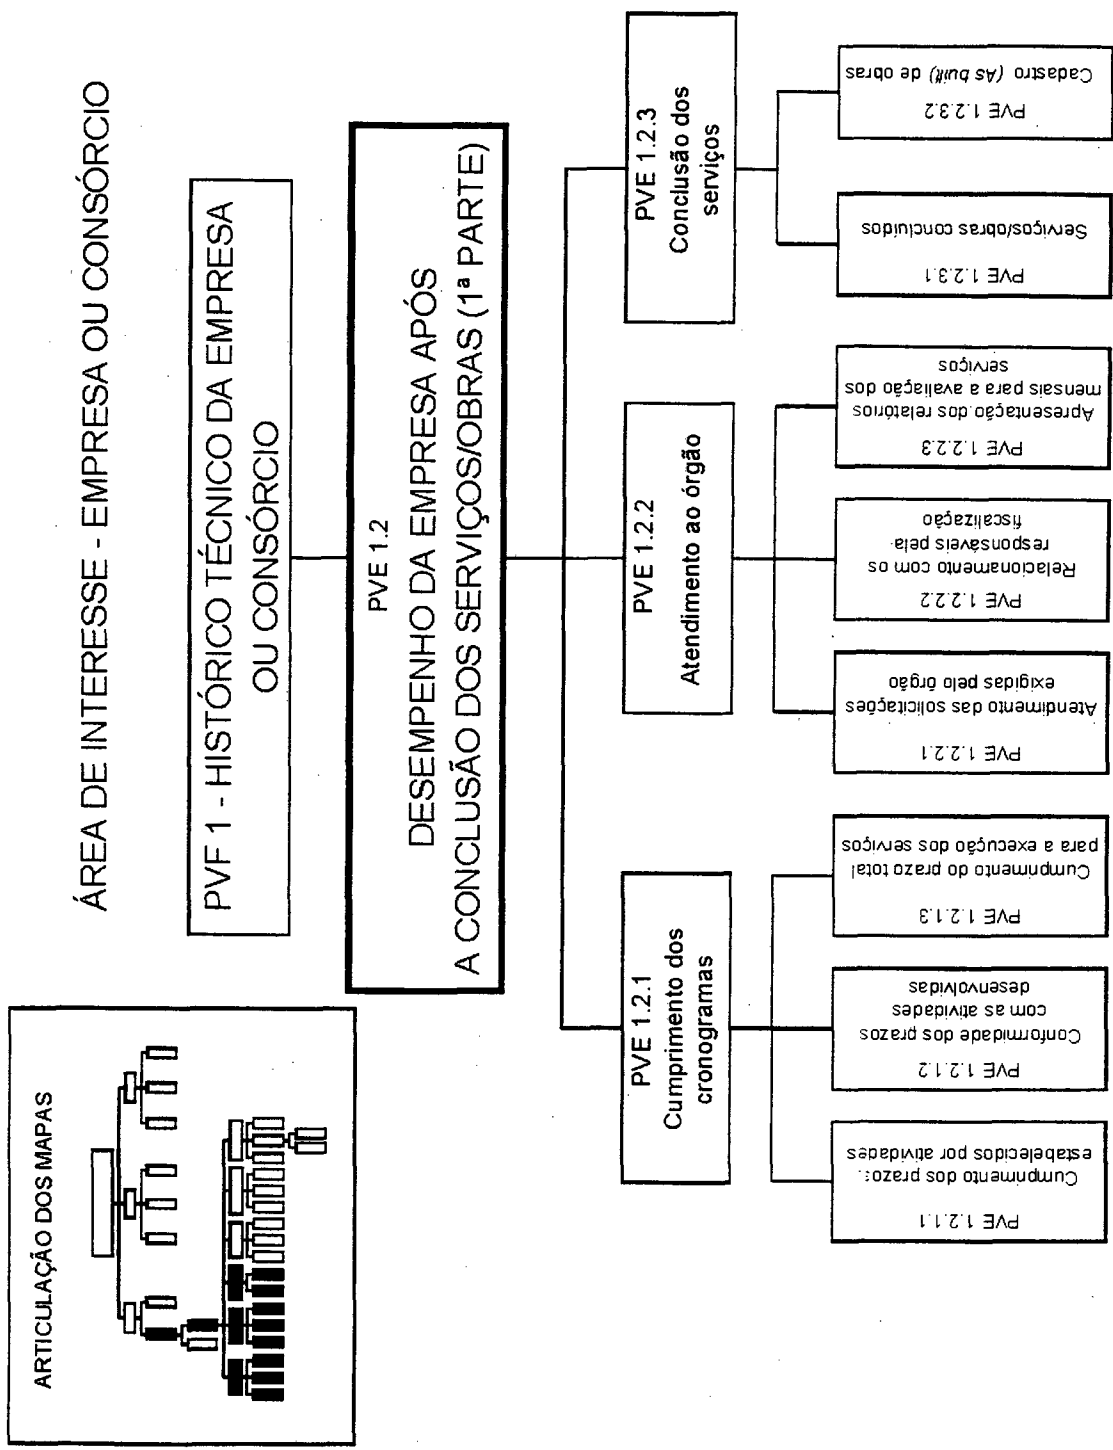 ÁREA DE INTERESSE - EMPRESA OU CONSÓRCIO
ARTICULAÇÃO DOS MAPAS
PVF 1 - HISTÓRICO TÉCNICO DA EMPRESA
OU CONSÓRCIO
PVE 1.2
DESEMPENHO DA EMPRESA APÓS
A CONCLUSÃO DOS SERVIÇOS/OBRAS (1ª PARTE)
PVE 1.2.1
Cumprimento dos
cronogramas
PVE 1.2.2
Atendimento ao órgão
PVE 1.2.3
Conclusão dos
serviços
PVE 1.2.1.1
Cumprimento dos prazos
estabelecidos por atividades
PVE 1.2.1.2
Conformidade dos prazos
com as atividades
desenvolvidas
PVE 1.2.1.3
Cumprimento do prazo total
para a execução dos serviços
PVE 1.2.2.1
Atendimento das solicitações
exigidas pelo órgão
PVE 1.2.2.2
Relacionamento com os
responsáveis pela
fiscalização
PVE 1.2.2.3
Apresentação dos relatórios
mensais para a avaliação dos
serviços
PVE 1.2.3.1
Serviços/obras concluídos
PVE 1.2.3.2
Cadastro (As built) de obras